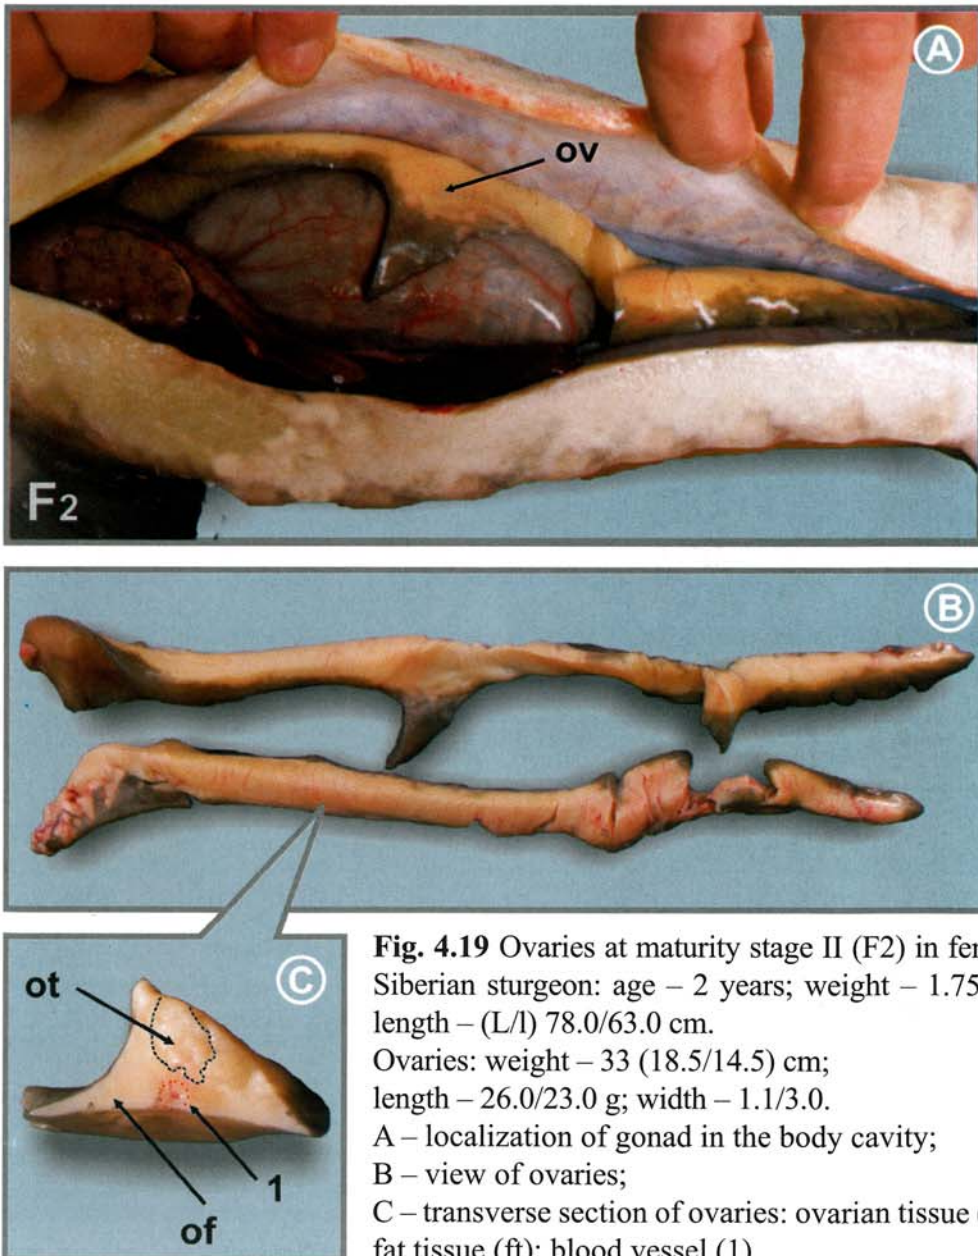 A
ov
F2
B
C
ot
1
of
Fig. 4.19 Ovaries at maturity stage II (F2) in
Siberian sturgeon: age – 2 years; weight – 1.75
length – (L/l) 78.0/63.0 cm.
Ovaries: weight – 33 (18.5/14.5) cm;
length – 26.0/23.0 g; width – 1.1/3.0.
A – localization of gonad in the body cavity;
B – view of ovaries;
C – transverse section of ovaries: ovarian tissue
fat tissue (ft); blood vessel (1)